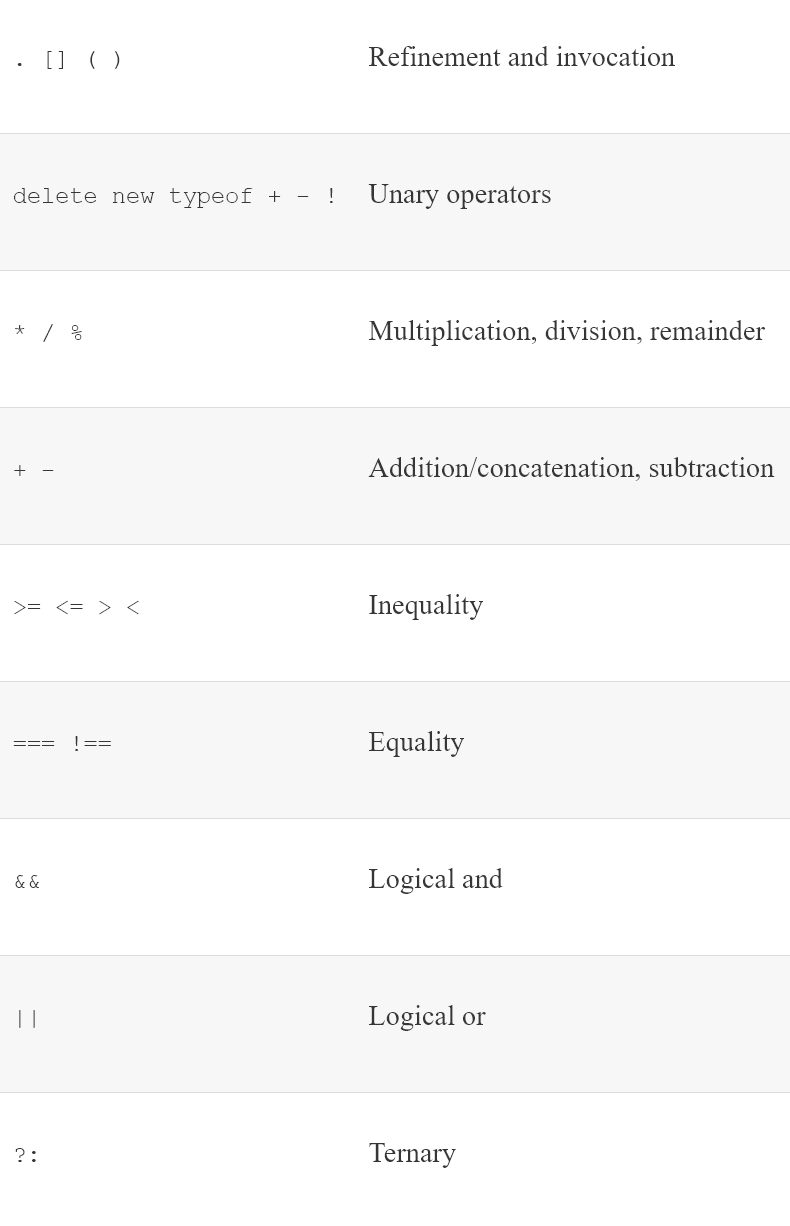 . [] ( ) Refinement and invocation
delete new typeof + - ! Unary operators
* / % Multiplication, division, remainder
+ - Addition/concatenation, subtraction
>= <= > < Inequality
=== !== Equality
&& Logical and
|| Logical or
?: Ternary